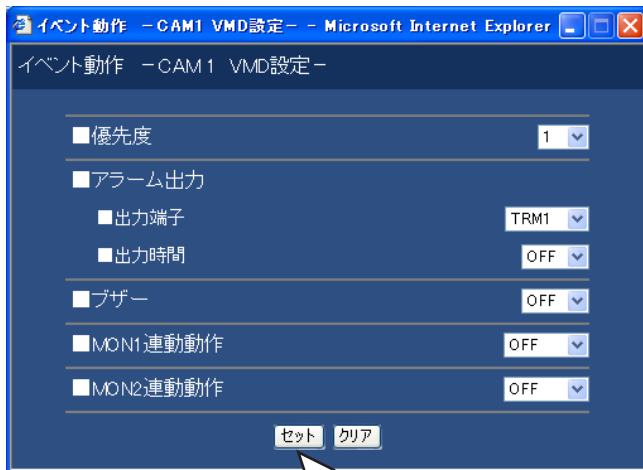 イベント動作 －CAM1 VMD設定－ - Microsoft Internet Explorer
イベント動作 －CAM1 VMD設定－
■優先度 1
■アラーム出力
■出力端子 TRM1
■出力時間 OFF
■ブザー OFF
■MON1連動動作 OFF
■MON2連動動作 OFF
セット クリア